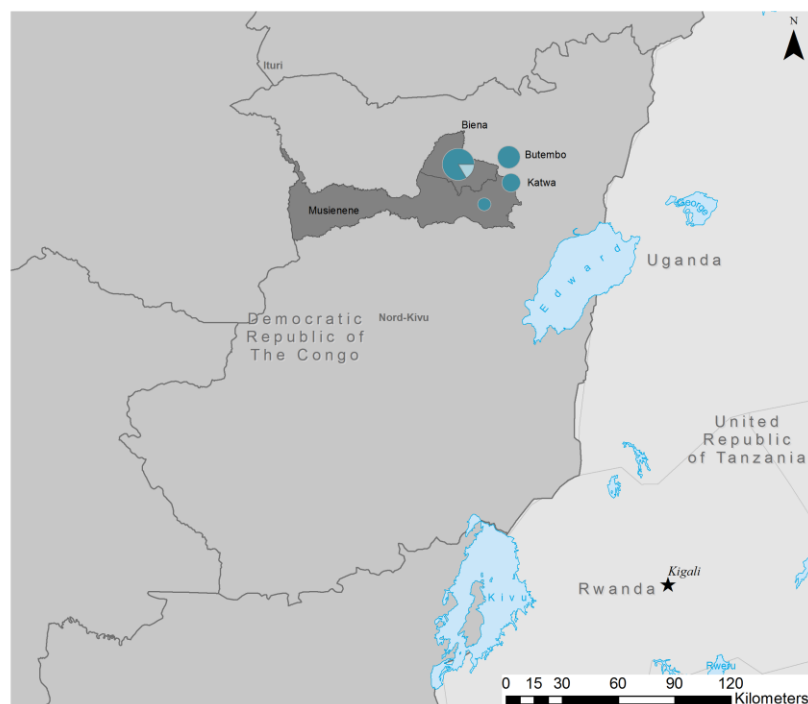 N
Ituri
Biena
Butembo
Katwa
Musienene
George
Uganda
Edward
Nord-Kivu
Democratic
Republic of
The Congo
United
Republic
of Tanzania
Kigali
Rwanda
Kivu
Rweru
0 15 30 60 90 120
Kilometers